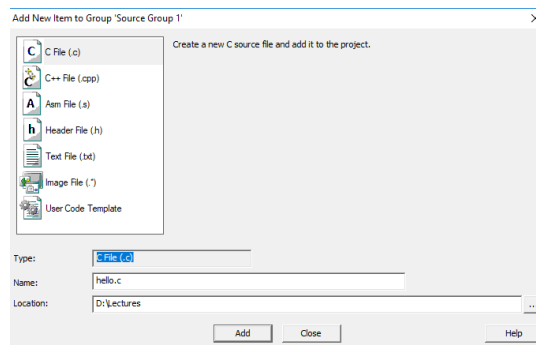 Add New Item to Group 'Source Group 1'
C File (.c)
Create a new C source file and add it to the project.
C++ File (.cpp)
Asm File (.s)
Header File (.h)
Text File (.txt)
Image File (.*)
User Code Template
Type:
C File (.c)
Name:
hello.c
Location:
D:\Lectures
...
Add
Close
Help